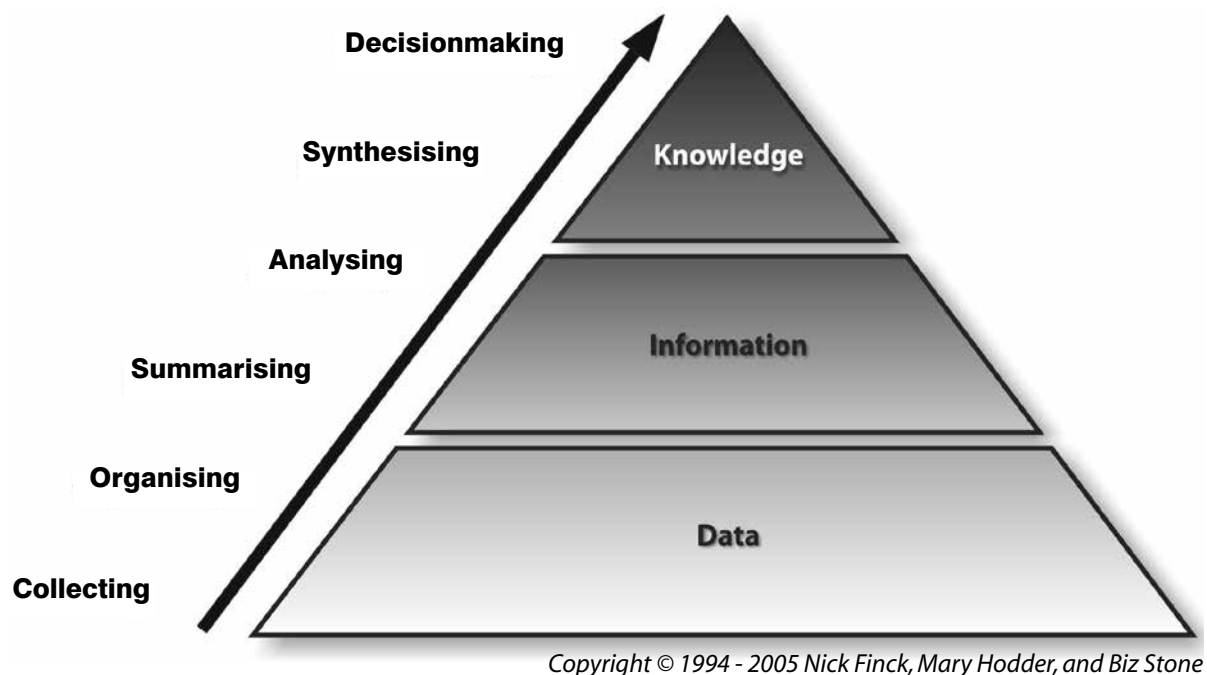 Decisionmaking
Synthesising
Knowledge
Analysing
Information
Summarising
Organising
Data
Collecting
Copyright © 1994 - 2005 Nick Finck, Mary Hodder, and Biz Stone